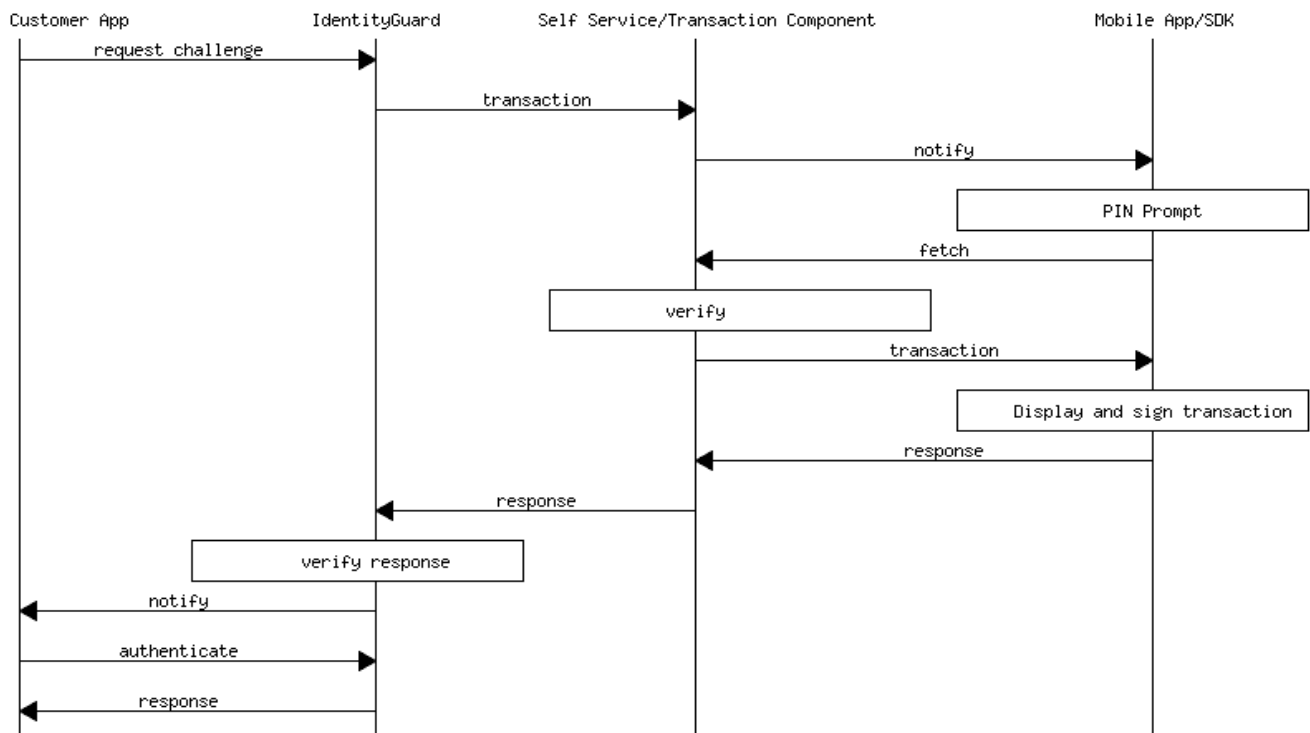 Customer App
IdentityGuard
Self Service/Transaction Component
Mobile App/SDK
request challenge
transaction
notify
PIN Prompt
fetch
verify
transaction
Display and sign transaction
response
response
verify response
notify
authenticate
response